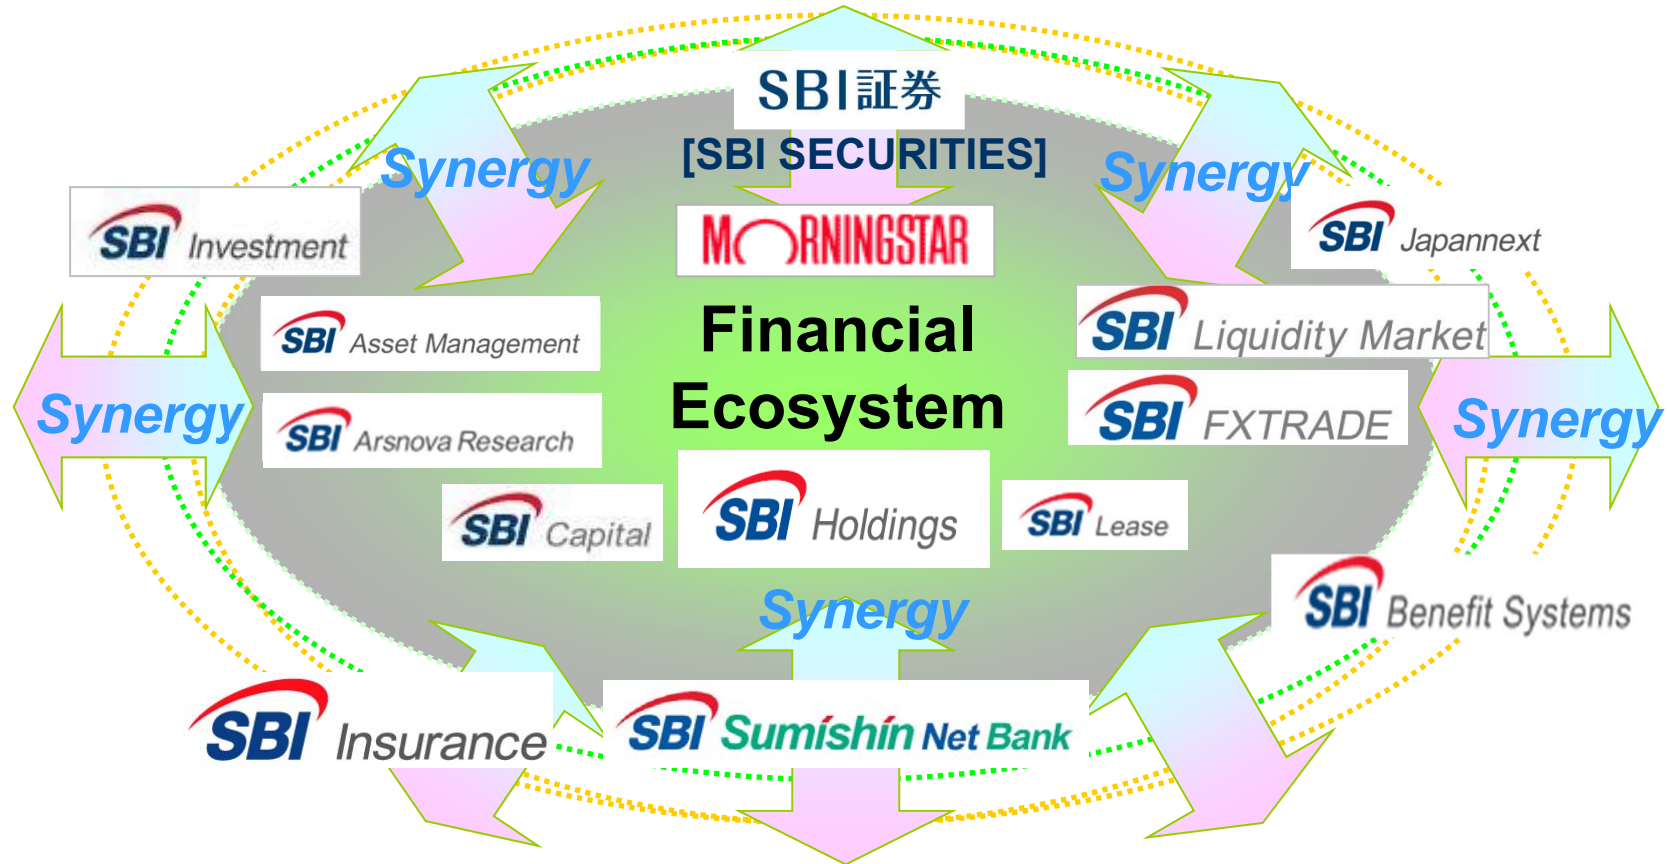 SBI証券
[SBI SECURITIES]
Synergy
Synergy
SBI Investment
MORNINGSTAR
SBI Japannext
SBI Asset Management
Financial
Ecosystem
SBI Liquidity Market
Synergy
SBI Arsnova Research
SBI FXTRADE
Synergy
SBI Capital
SBI Holdings
SBI Lease
Synergy
SBI Benefit Systems
SBI Insurance
SBI Sumishin Net Bank